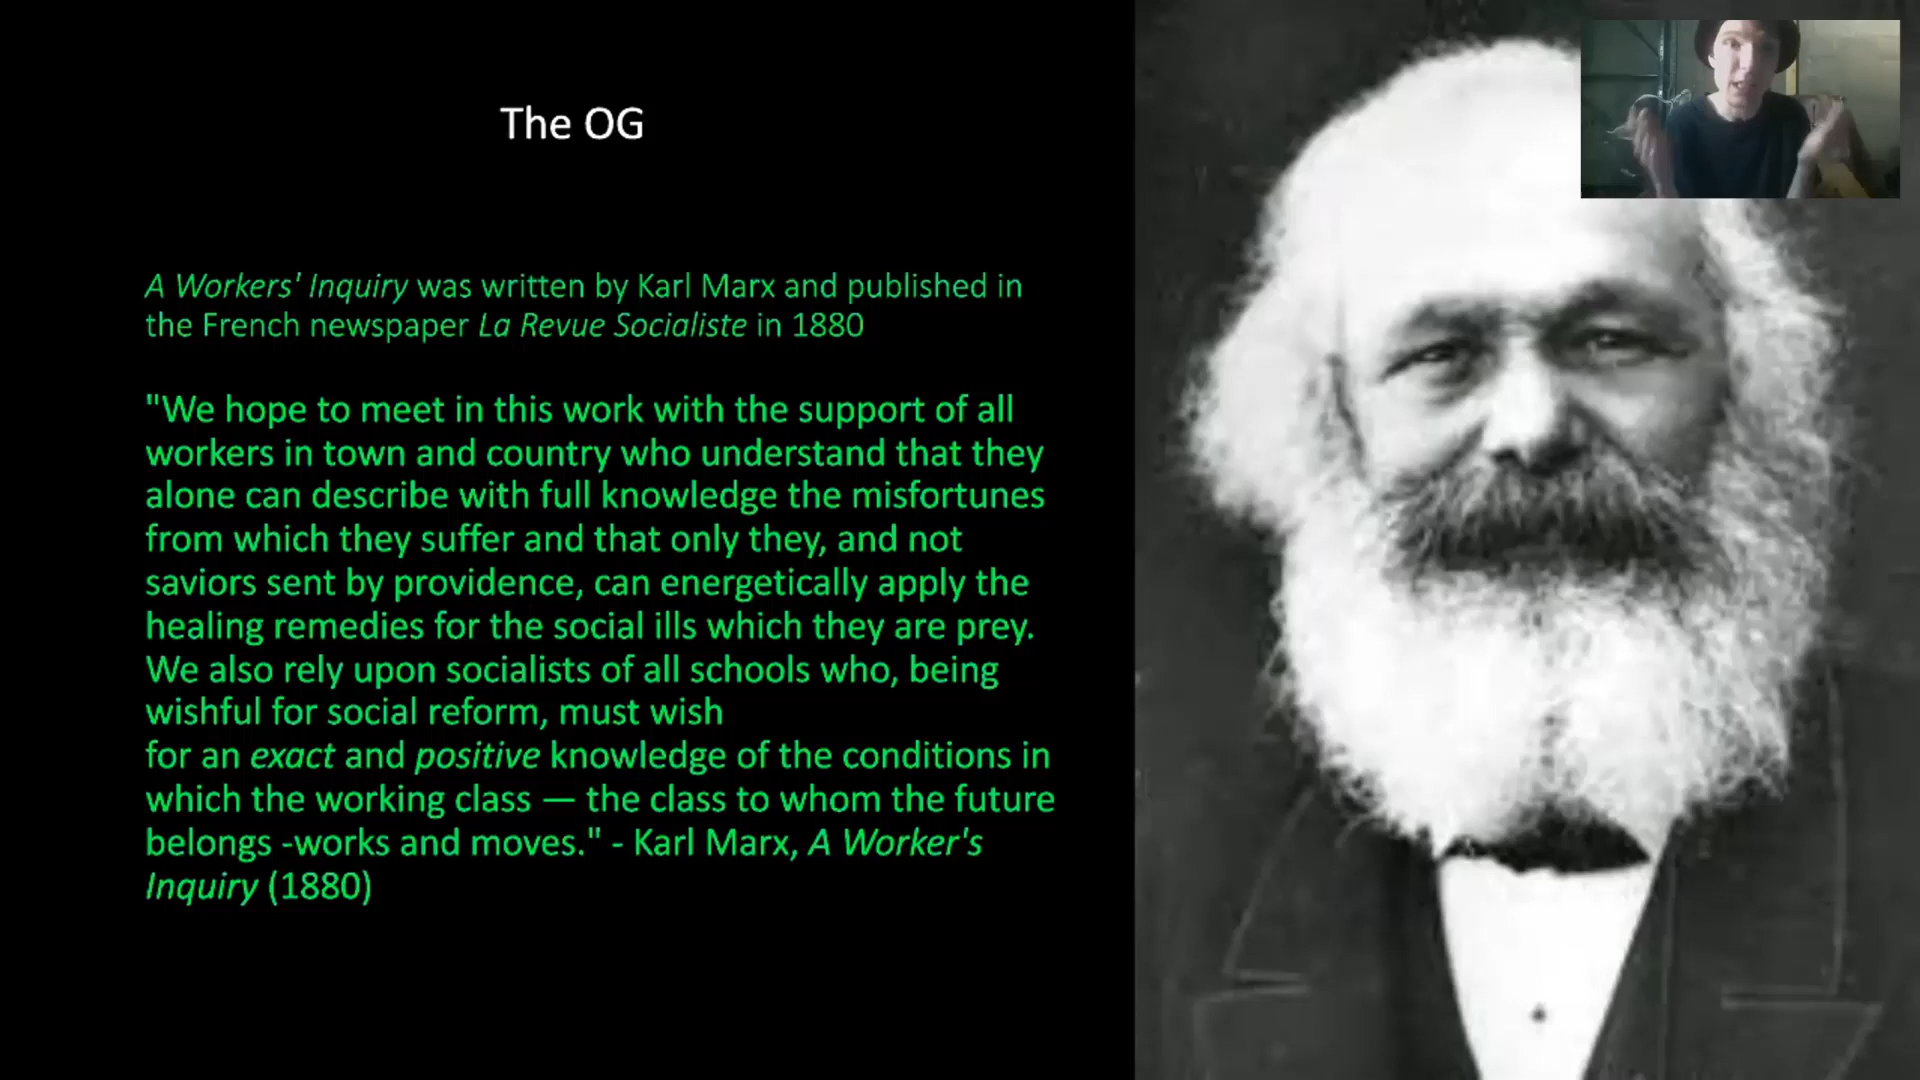 The OG
A Workers' Inquiry was written by Karl Marx and published in
the French newspaper La Revue Socialiste in 1880
"We hope to meet in this work with the support of all
workers in town and country who understand that they
alone can describe with full knowledge the misfortunes
from which they suffer and that only they, and not
saviors sent by providence, can energetically apply the
healing remedies for the social ills which they are prey.
We also rely upon socialists of all schools who, being
wishful for social reform, must wish
for an exact and positive knowledge of the conditions in
which the working class — the class to whom the future
belongs -works and moves." - Karl Marx, A Worker's
Inquiry (1880)